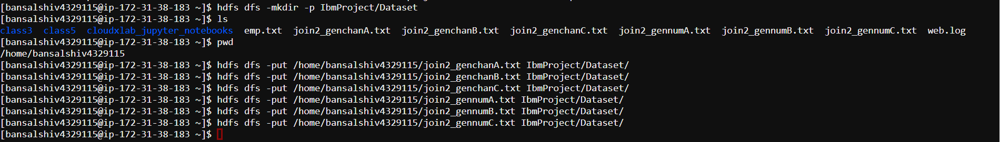 [bansalshiv4329115@ip-172-31-38-183 ~]$ hdfs dfs -mkdir -p IbmProject/Dataset
[bansalshiv4329115@ip-172-31-38-183 ~]$ ls
class3  class5  cloudxlab_jupyter_notebooks  emp.txt  join2_genchanA.txt  join2_genchanB.txt  join2_genchanC.txt  join2_gennumA.txt  join2_gennumB.txt  join2_gennumC.txt  web.log
[bansalshiv4329115@ip-172-31-38-183 ~]$ pwd
/home/bansalshiv4329115
[bansalshiv4329115@ip-172-31-38-183 ~]$ hdfs dfs -put /home/bansalshiv4329115/join2_genchanA.txt IbmProject/Dataset/
[bansalshiv4329115@ip-172-31-38-183 ~]$ hdfs dfs -put /home/bansalshiv4329115/join2_genchanB.txt IbmProject/Dataset/
[bansalshiv4329115@ip-172-31-38-183 ~]$ hdfs dfs -put /home/bansalshiv4329115/join2_genchanC.txt IbmProject/Dataset/
[bansalshiv4329115@ip-172-31-38-183 ~]$ hdfs dfs -put /home/bansalshiv4329115/join2_gennumA.txt IbmProject/Dataset/
[bansalshiv4329115@ip-172-31-38-183 ~]$ hdfs dfs -put /home/bansalshiv4329115/join2_gennumB.txt IbmProject/Dataset/
[bansalshiv4329115@ip-172-31-38-183 ~]$ hdfs dfs -put /home/bansalshiv4329115/join2_gennumC.txt IbmProject/Dataset/
[bansalshiv4329115@ip-172-31-38-183 ~]$